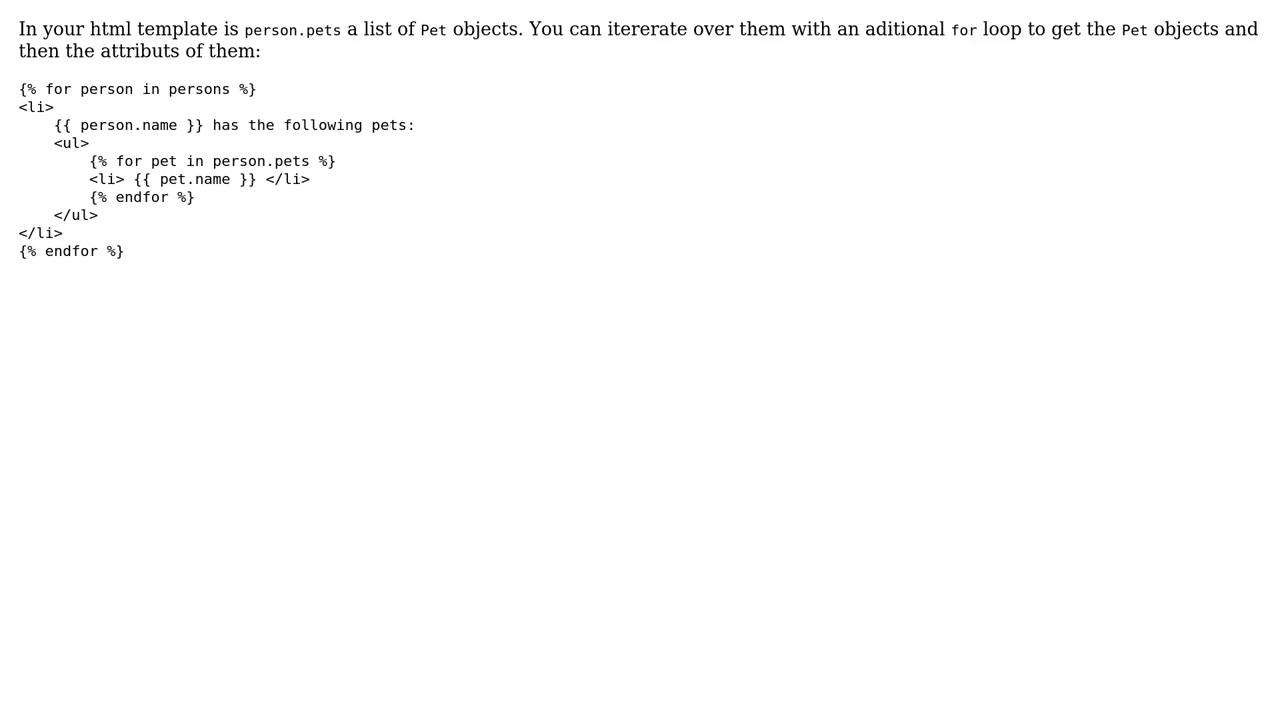 In your html template is person.pets a list of Pet objects. You can itererate over them with an aditional for loop to get the Pet objects and
then the attributs of them:
{% for person in persons %}
<li>
    {{ person.name }} has the following pets:
    <ul>
        {% for pet in person.pets %}
        <li> {{ pet.name }} </li>
        {% endfor %}
    </ul>
</li>
{% endfor %}